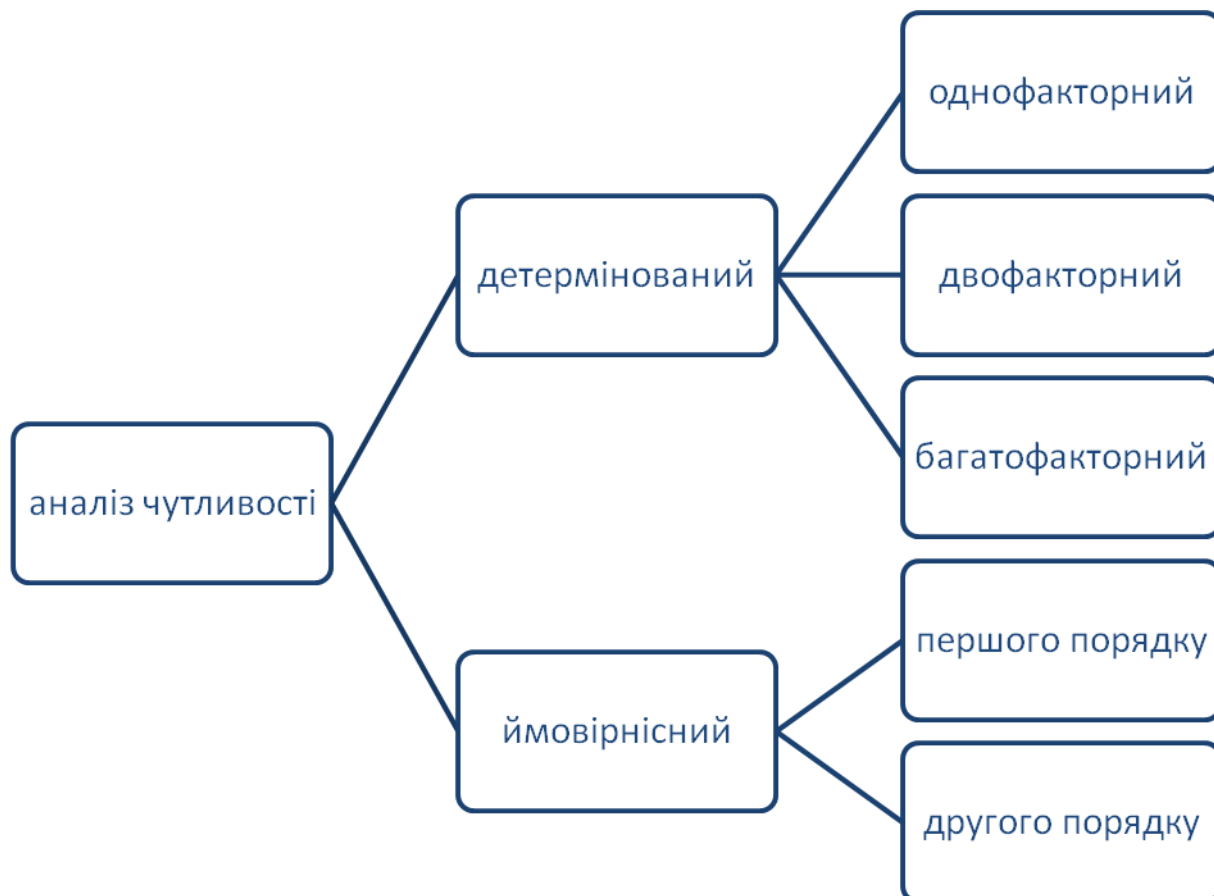 аналіз чутливості
детермінований
однофакторний
двофакторний
багатофакторний
ймовірнісний
першого порядку
другого порядку